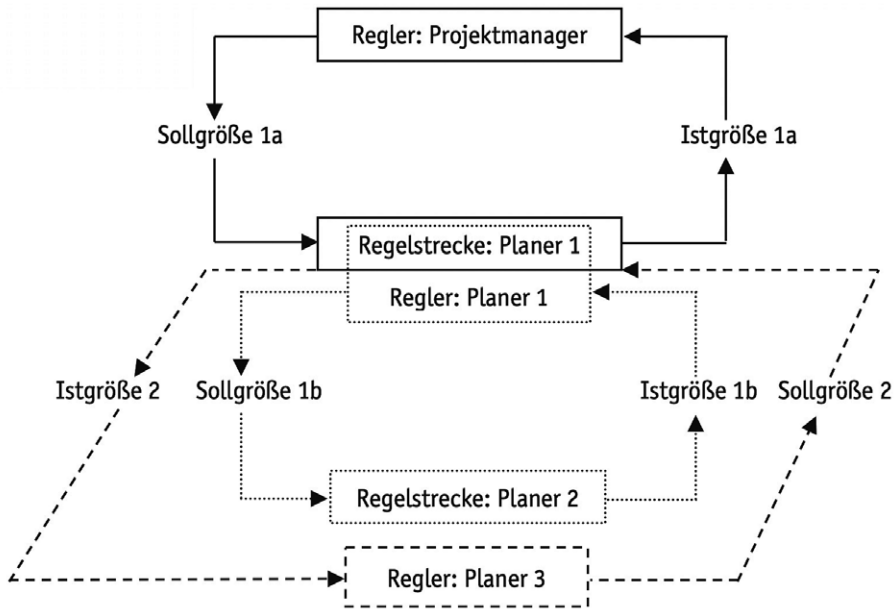 Regler: Projektmanager
Sollgröße 1a
Istgröße 1a
Regelstrecke: Planer 1
Regler: Planer 1
Istgröße 2
Sollgröße 1b
Istgröße 1b
Sollgröße 2
Regelstrecke: Planer 2
Regler: Planer 3